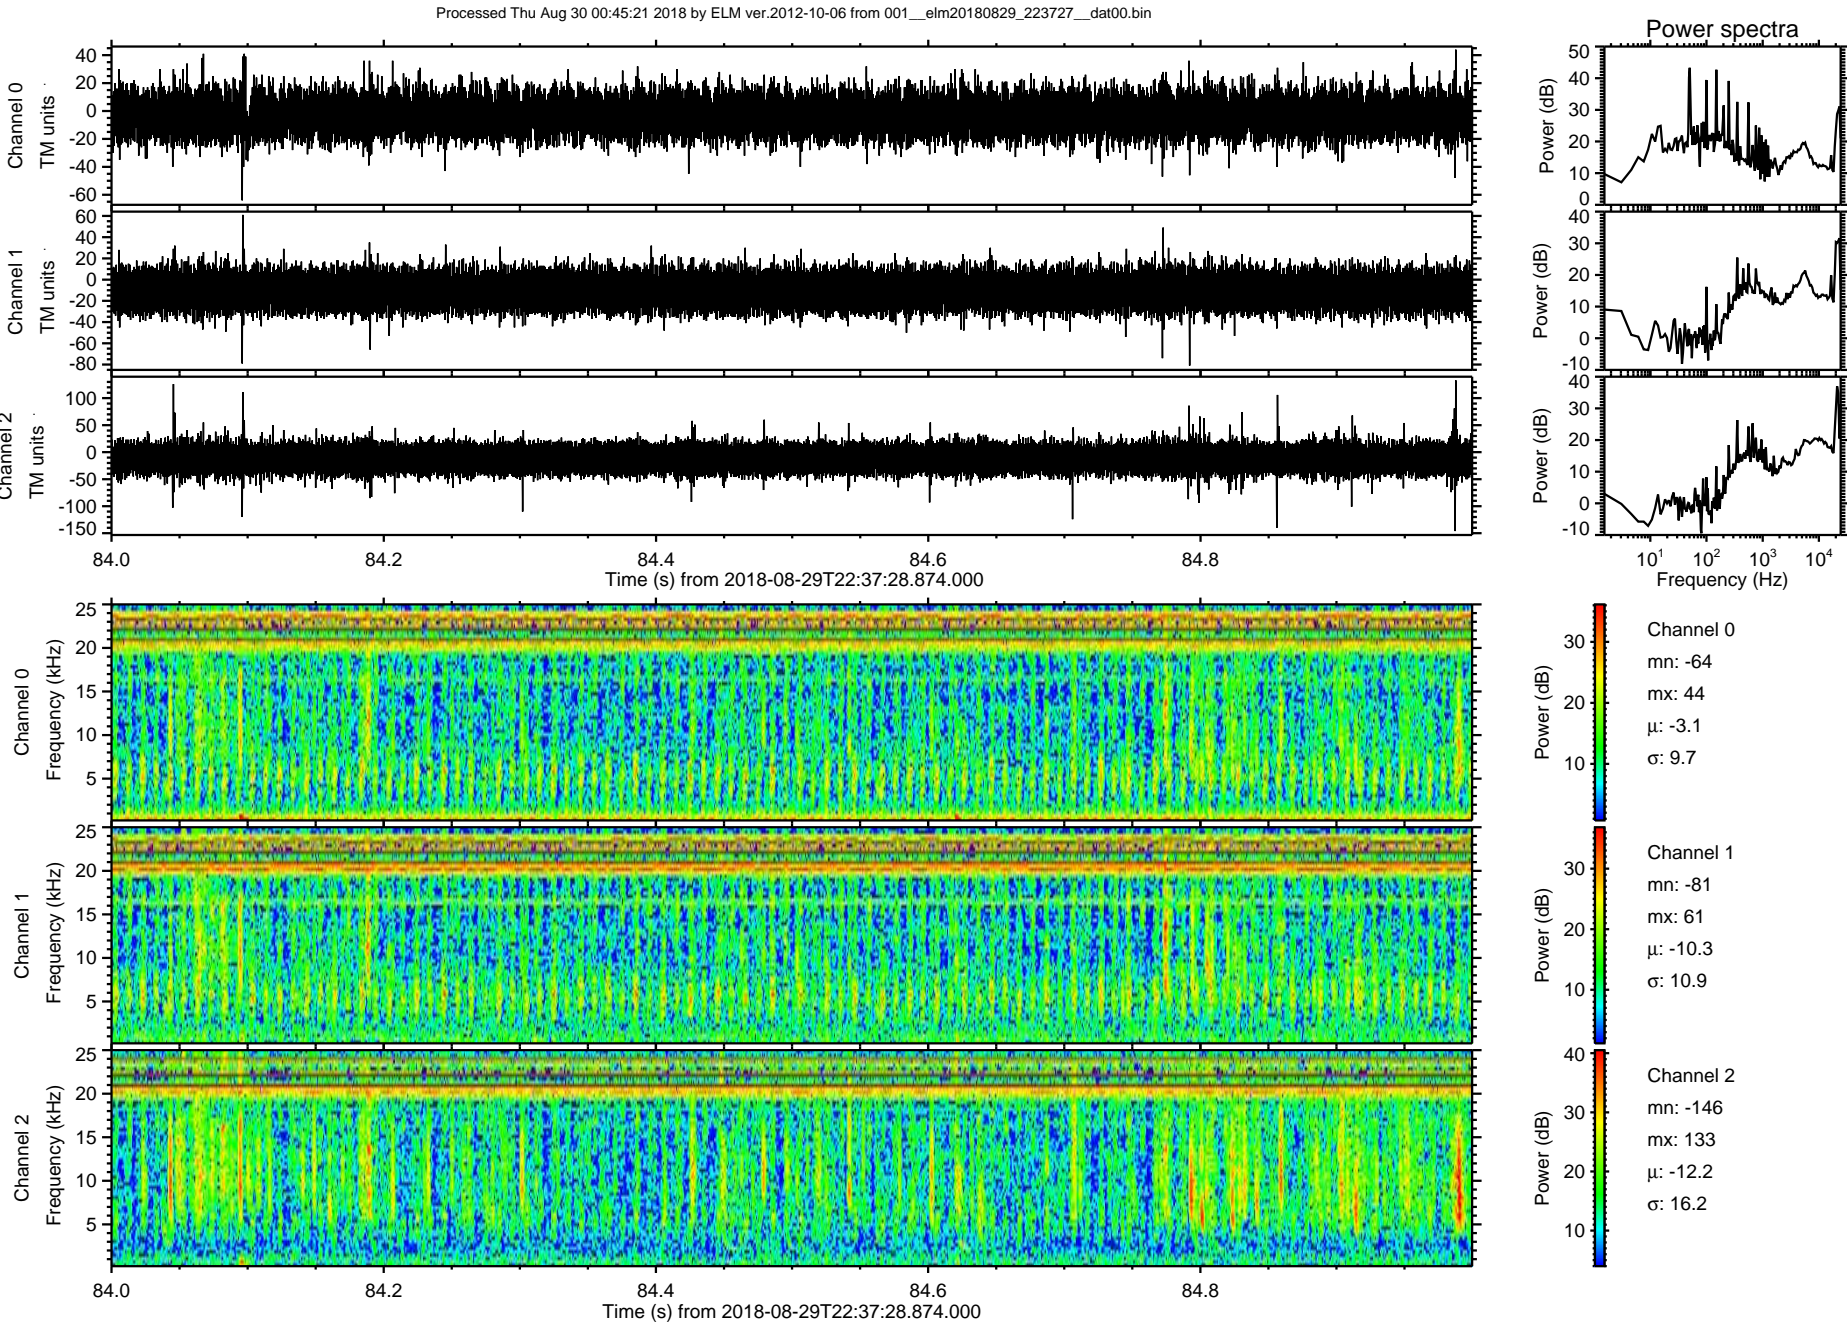 Processed Thu Aug 30 00:45:21 2018 by ELM ver.2012-10-06 from 001__elm20180829_223727__dat00.bin
Power spectra
Channel 0
TM units
40
20
0
-20
-40
-60
Power (dB)
50
40
30
20
10
0
Channel 1
TM units
60
40
20
0
-20
-40
-60
-80
Power (dB)
40
30
20
10
0
-10
Channel 2
TM units
100
50
0
-50
-100
-150
Power (dB)
40
30
20
10
0
-10
84.0 84.2 84.4 84.6 84.8
Time (s) from 2018-08-29T22:37:28.874.000
10^1 10^2 10^3 10^4
Frequency (Hz)
Channel 0
Frequency (kHz)
25
20
15
10
5
Power (dB)
30
20
10
Channel 0
mn: -64
mx: 44
μ: -3.1
σ: 9.7
Channel 1
Frequency (kHz)
25
20
15
10
5
Power (dB)
30
20
10
Channel 1
mn: -81
mx: 61
μ: -10.3
σ: 10.9
Channel 2
Frequency (kHz)
25
20
15
10
5
Power (dB)
40
30
20
10
Channel 2
mn: -146
mx: 133
μ: -12.2
σ: 16.2
84.0 84.2 84.4 84.6 84.8
Time (s) from 2018-08-29T22:37:28.874.000